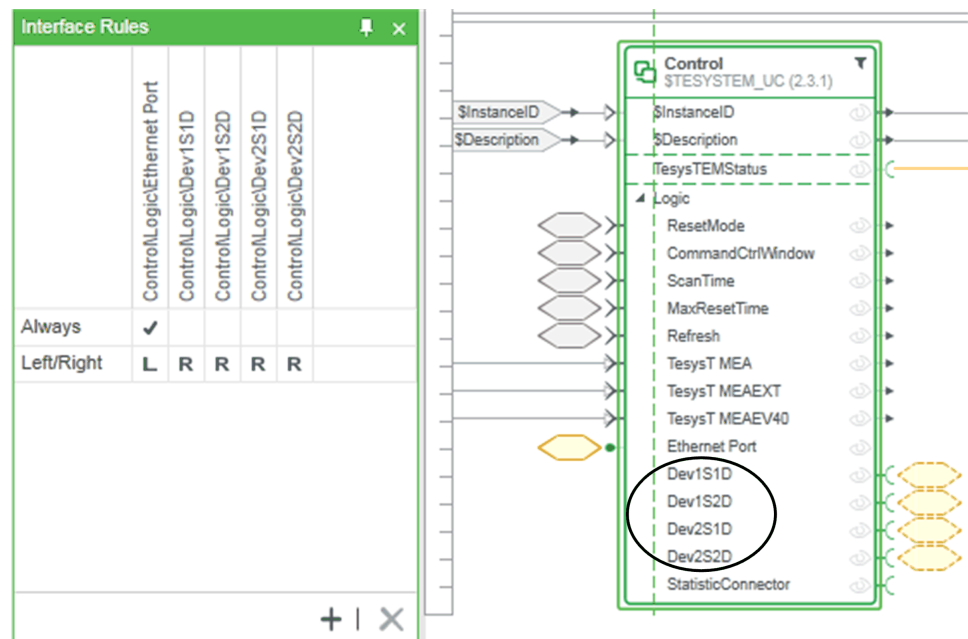 Interface Rules
Control\Logic\Ethernet Port
Control\Logic\Dev1S1D
Control\Logic\Dev1S2D
Control\Logic\Dev2S1D
Control\Logic\Dev2S2D
Always
Left/Right L R R R R
Control
$TESYSTEM_UC (2.3.1)
$InstanceID $InstanceID
$Description $Description
TesysTEMStatus
Logic
ResetMode
CommandCtrlWindow
ScanTime
MaxResetTime
Refresh
TesysT MEA
TesysT MEAEXT
TesysT MEAEV40
Ethernet Port
Dev1S1D
Dev1S2D
Dev2S1D
Dev2S2D
StatisticConnector